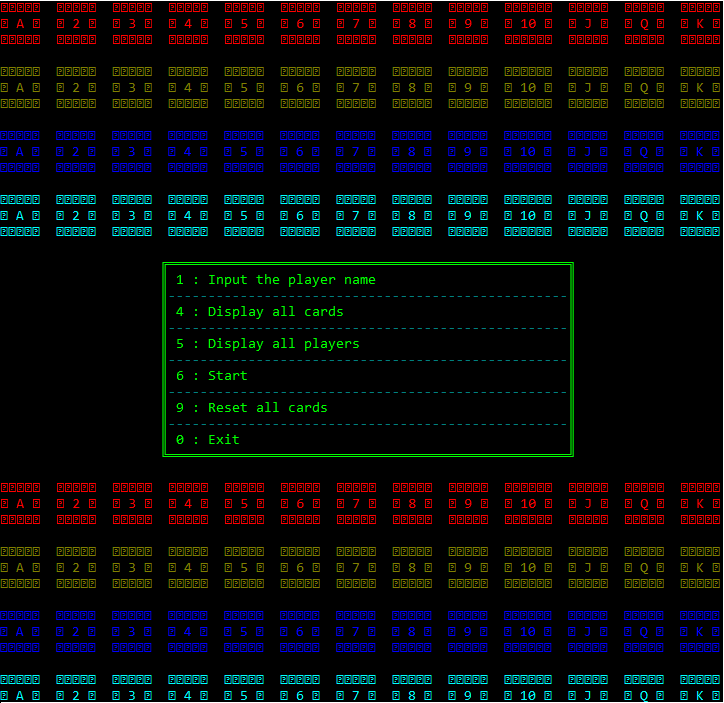 A 2 3 4 5 6 7 8 9 10 J Q K
A 2 3 4 5 6 7 8 9 10 J Q K
A 2 3 4 5 6 7 8 9 10 J Q K
A 2 3 4 5 6 7 8 9 10 J Q K
1 : Input the player name
4 : Display all cards
5 : Display all players
6 : Start
9 : Reset all cards
0 : Exit
A 2 3 4 5 6 7 8 9 10 J Q K
A 2 3 4 5 6 7 8 9 10 J Q K
A 2 3 4 5 6 7 8 9 10 J Q K
A 2 3 4 5 6 7 8 9 10 J Q K